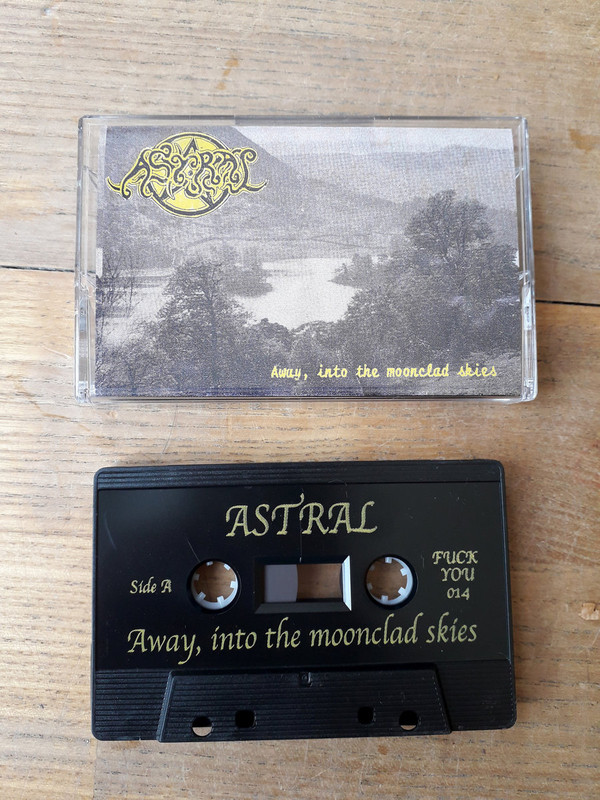 ASTRAL
Away, into the moonclad skies
ASTRAL
Side A
FUCK
YOU
014
Away, into the moonclad skies